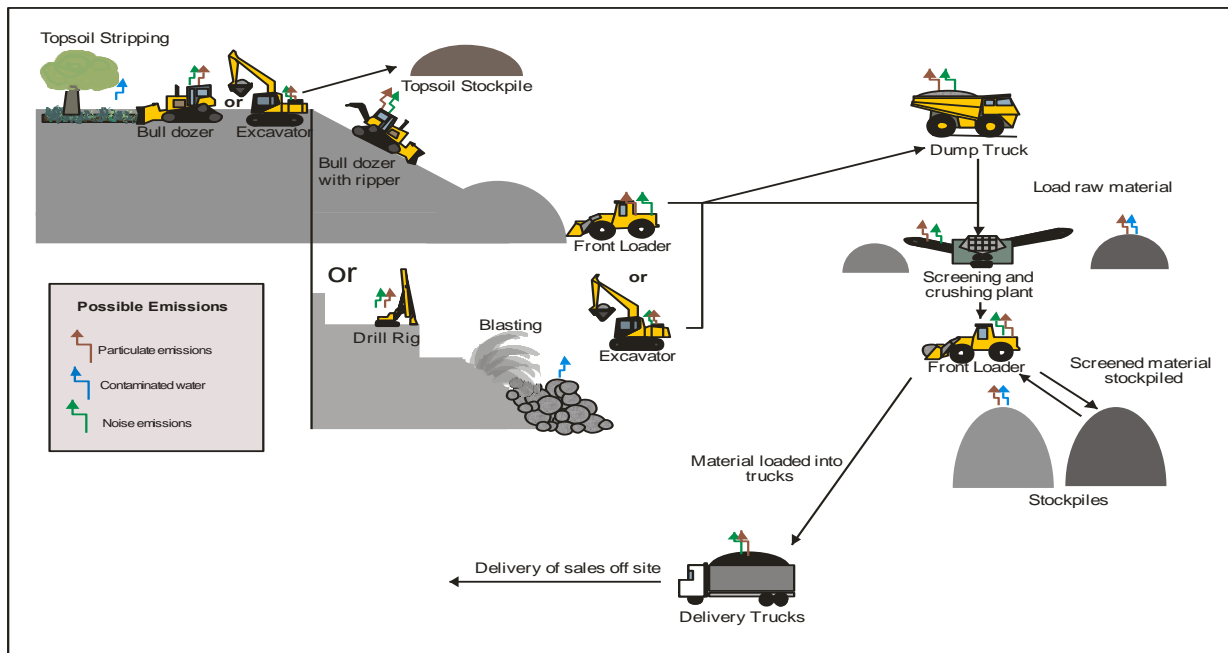 Topsoil Stripping
Bull dozer
or
Excavator
Topsoil Stockpile
Bull dozer
with ripper
Front Loader
Dump Truck
Load raw material
Screening and
crushing plant
or
Drill Rig
Blasting
or
Excavator
Possible Emissions
Particulate emissions
Contaminated water
Noise emissions
Front Loader
Screened material
stockpiled
Stockpiles
Material loaded into
trucks
Delivery of sales off site
Delivery Trucks